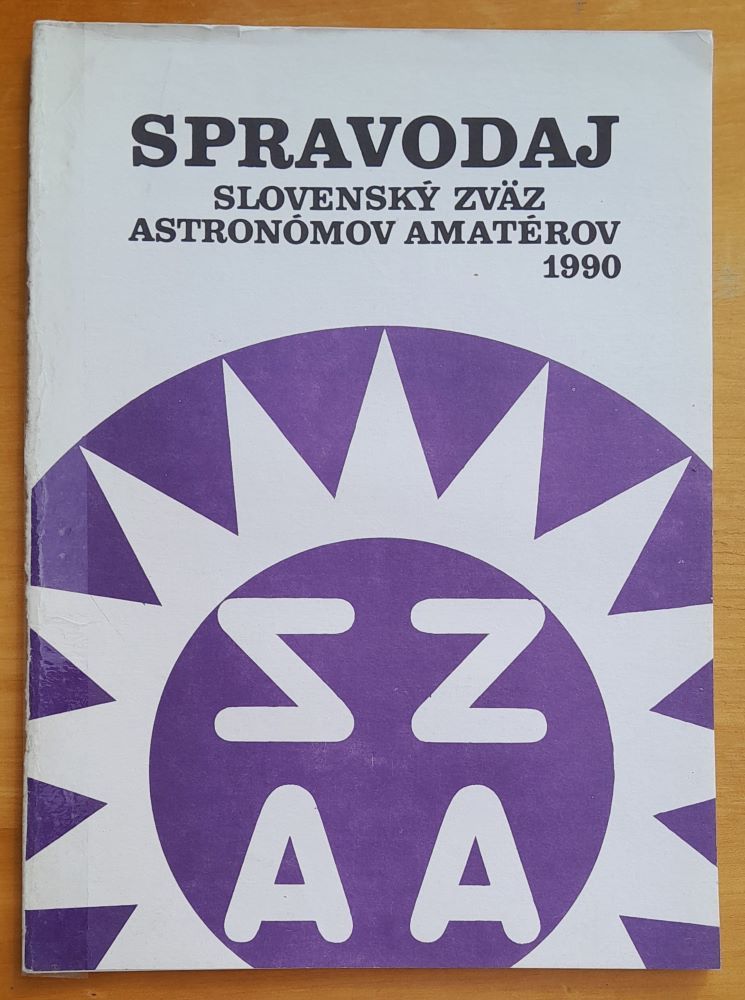 SPRAVODAJ
SLOVENSKÝ ZVÄZ
ASTRONÓMOV AMATÉROV
1990
SZ
AA